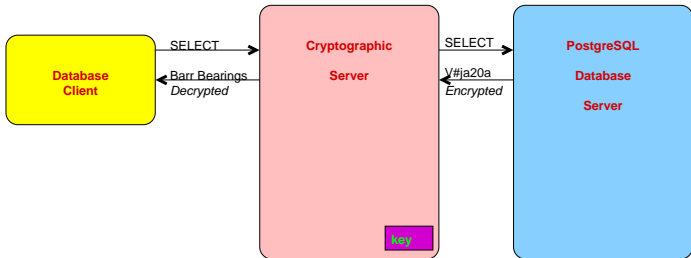 Database
Client
SELECT
Barr Bearings
Decrypted
Cryptographic
Server
key
SELECT
V#ja20a
Encrypted
PostgreSQL
Database
Server